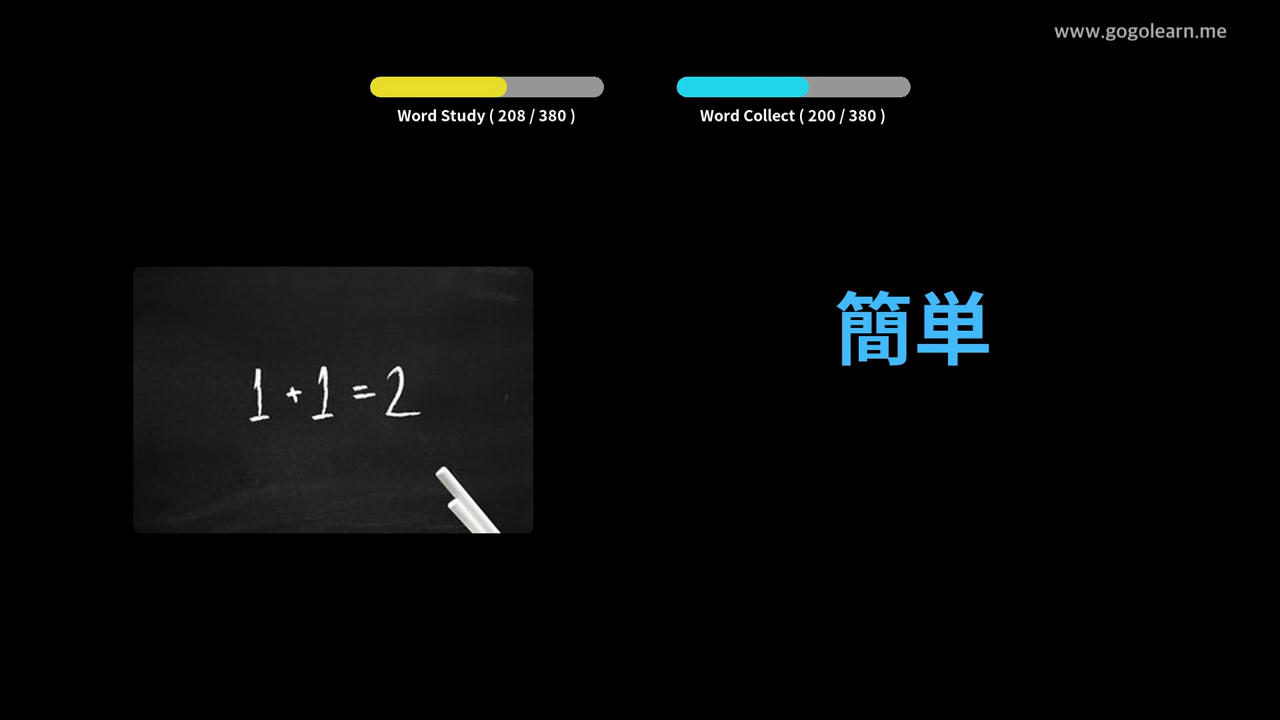 www.gogolearn.me
Word Study ( 208 / 380 )
Word Collect ( 200 / 380 )
1 + 1 = 2
簡単